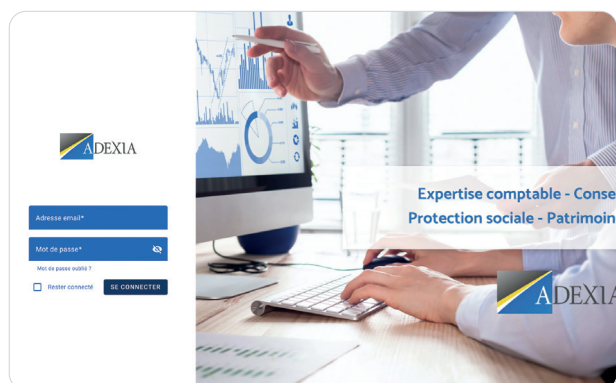 ADEXIA
Adresse email*
Mot de passe*
Mot de passe oublié ?
Rester connecté
SE CONNECTER
Expertise comptable - Conse
Protection sociale - Patrimoin
ADEXIA